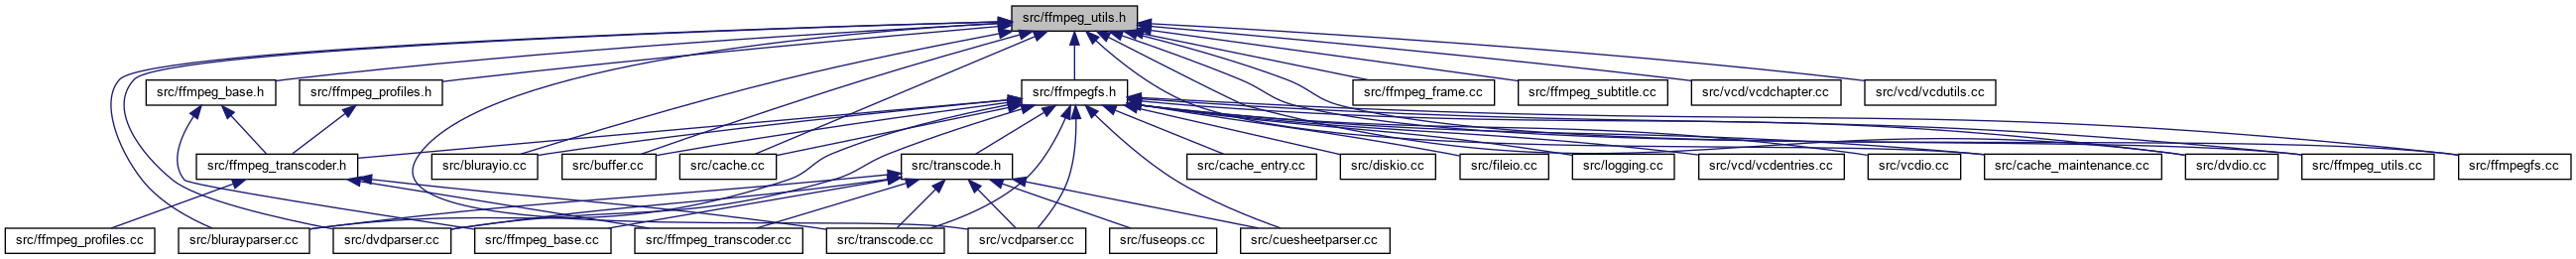 src/ffmpeg_utils.h
src/ffmpeg_base.h
src/ffmpeg_profiles.h
src/ffmpegfs.h
src/ffmpeg_frame.cc
src/ffmpeg_subtitle.cc
src/vcd/vcdchapter.cc
src/vcd/vcdutils.cc
src/ffmpeg_transcoder.h
src/blurayio.cc
src/buffer.cc
src/cache.cc
src/transcode.h
src/cache_entry.cc
src/diskio.cc
src/fileio.cc
src/logging.cc
src/vcd/vcdentries.cc
src/vcdio.cc
src/cache_maintenance.cc
src/dvdio.cc
src/ffmpeg_utils.cc
src/ffmpegfs.cc
src/ffmpeg_profiles.cc
src/blurayparser.cc
src/dvdparser.cc
src/ffmpeg_base.cc
src/ffmpeg_transcoder.cc
src/transcode.cc
src/vcdparser.cc
src/fuseops.cc
src/cuesheetparser.cc